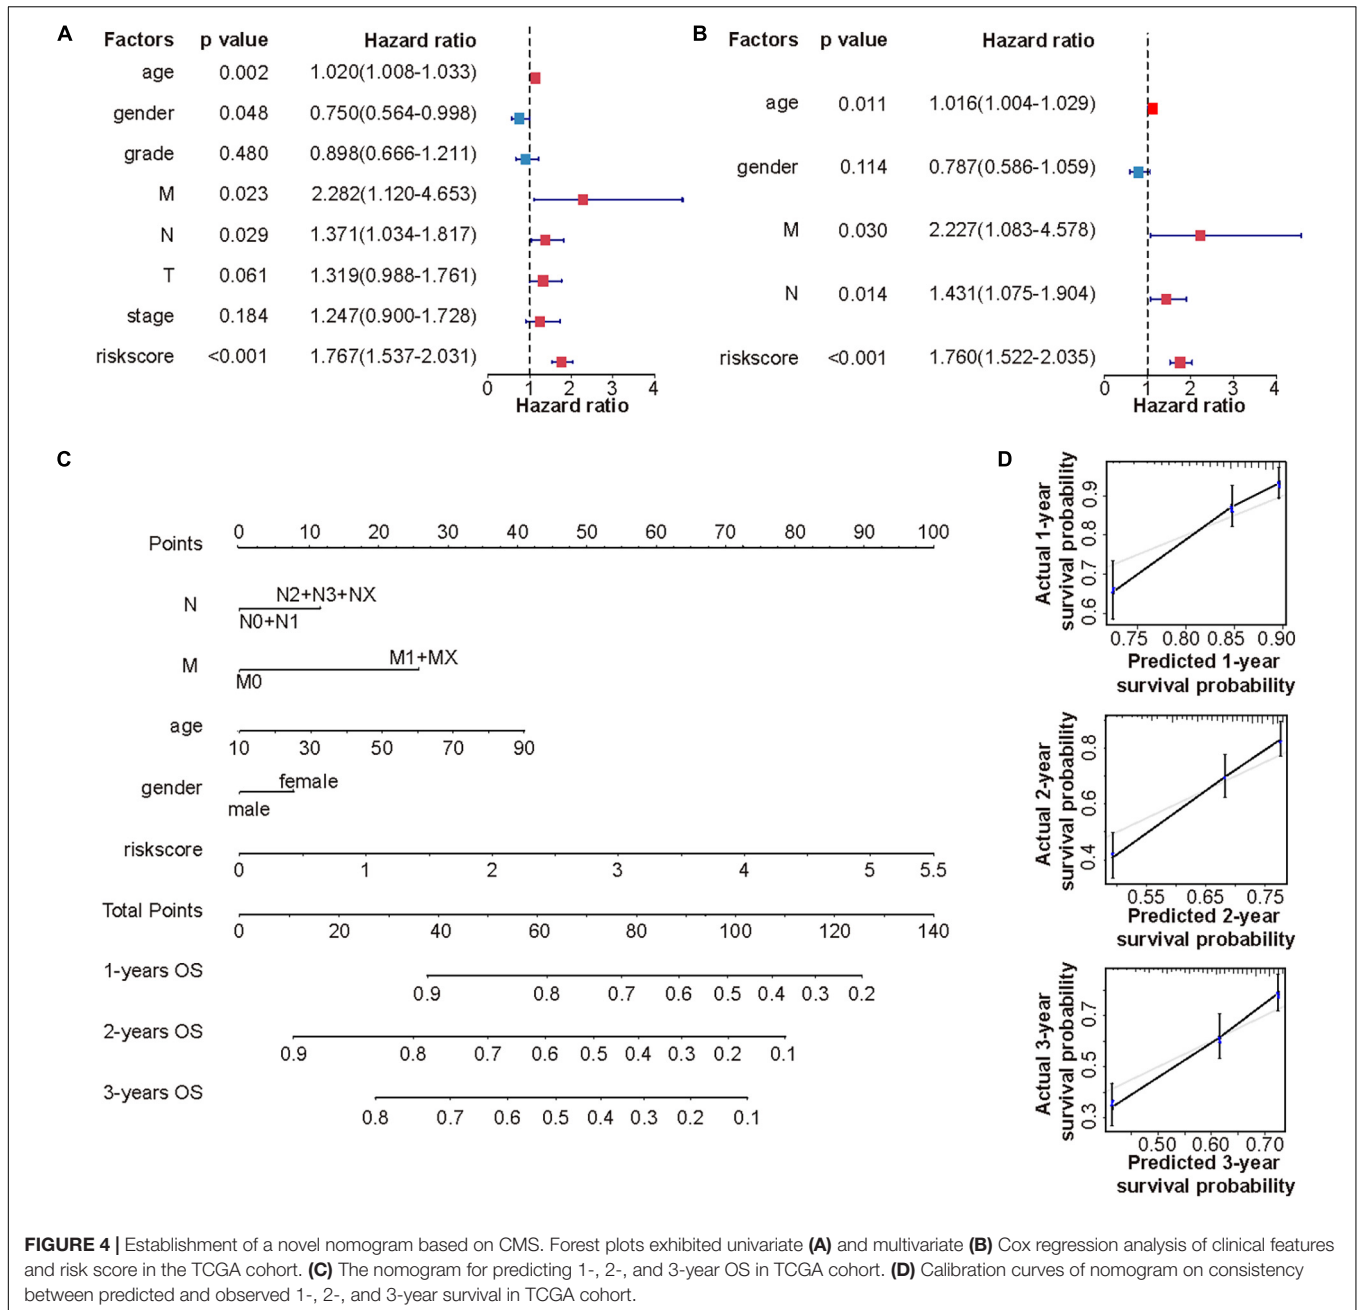 A Factors p value Hazard ratio
age 0.002 1.020(1.008-1.033)
gender 0.048 0.750(0.564-0.998)
grade 0.480 0.898(0.666-1.211)
M 0.023 2.282(1.120-4.653)
N 0.029 1.371(1.034-1.817)
T 0.061 1.319(0.988-1.761)
stage 0.184 1.247(0.900-1.728)
riskscore <0.001 1.767(1.537-2.031)
0 1 2 3 4
Hazard ratio
B Factors p value Hazard ratio
age 0.011 1.016(1.004-1.029)
gender 0.114 0.787(0.586-1.059)
M 0.030 2.227(1.083-4.578)
N 0.014 1.431(1.075-1.904)
riskscore <0.001 1.760(1.522-2.035)
0 1 2 3 4
Hazard ratio
C
Points 0 10 20 30 40 50 60 70 80 90 100
N2+N3+NX
N
N0+N1
M1+MX
M
M0
age
10 30 50 70 90
female
gender
male
riskscore
0 1 2 3 4 5 5.5
Total Points
0 20 40 60 80 100 120 140
1-years OS
0.9 0.8 0.7 0.6 0.5 0.4 0.3 0.2
2-years OS
0.9 0.8 0.7 0.6 0.5 0.4 0.3 0.2 0.1
3-years OS
0.8 0.7 0.6 0.5 0.4 0.3 0.2 0.1
D
Actual 1-year
survival probability
0.6 0.7 0.8 0.9
0.75 0.80 0.85 0.90
Predicted 1-year
survival probability
Actual 2-year
survival probability
0.4 0.6 0.8
0.55 0.65 0.75
Predicted 2-year
survival probability
Actual 3-year
survival probability
0.3 0.5 0.7
0.50 0.60 0.70
Predicted 3-year
survival probability
FIGURE 4 | Establishment of a novel nomogram based on CMS. Forest plots exhibited univariate (A) and multivariate (B) Cox regression analysis of clinical features
and risk score in the TCGA cohort. (C) The nomogram for predicting 1-, 2-, and 3-year OS in TCGA cohort. (D) Calibration curves of nomogram on consistency
between predicted and observed 1-, 2-, and 3-year survival in TCGA cohort.